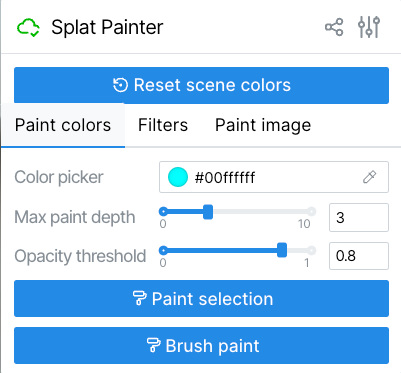 Splat Painter
Reset scene colors
Paint colors Filters Paint image
Color picker #00ffffff
Max paint depth 0 10 3
Opacity threshold 0 1 0.8
Paint selection
Brush paint